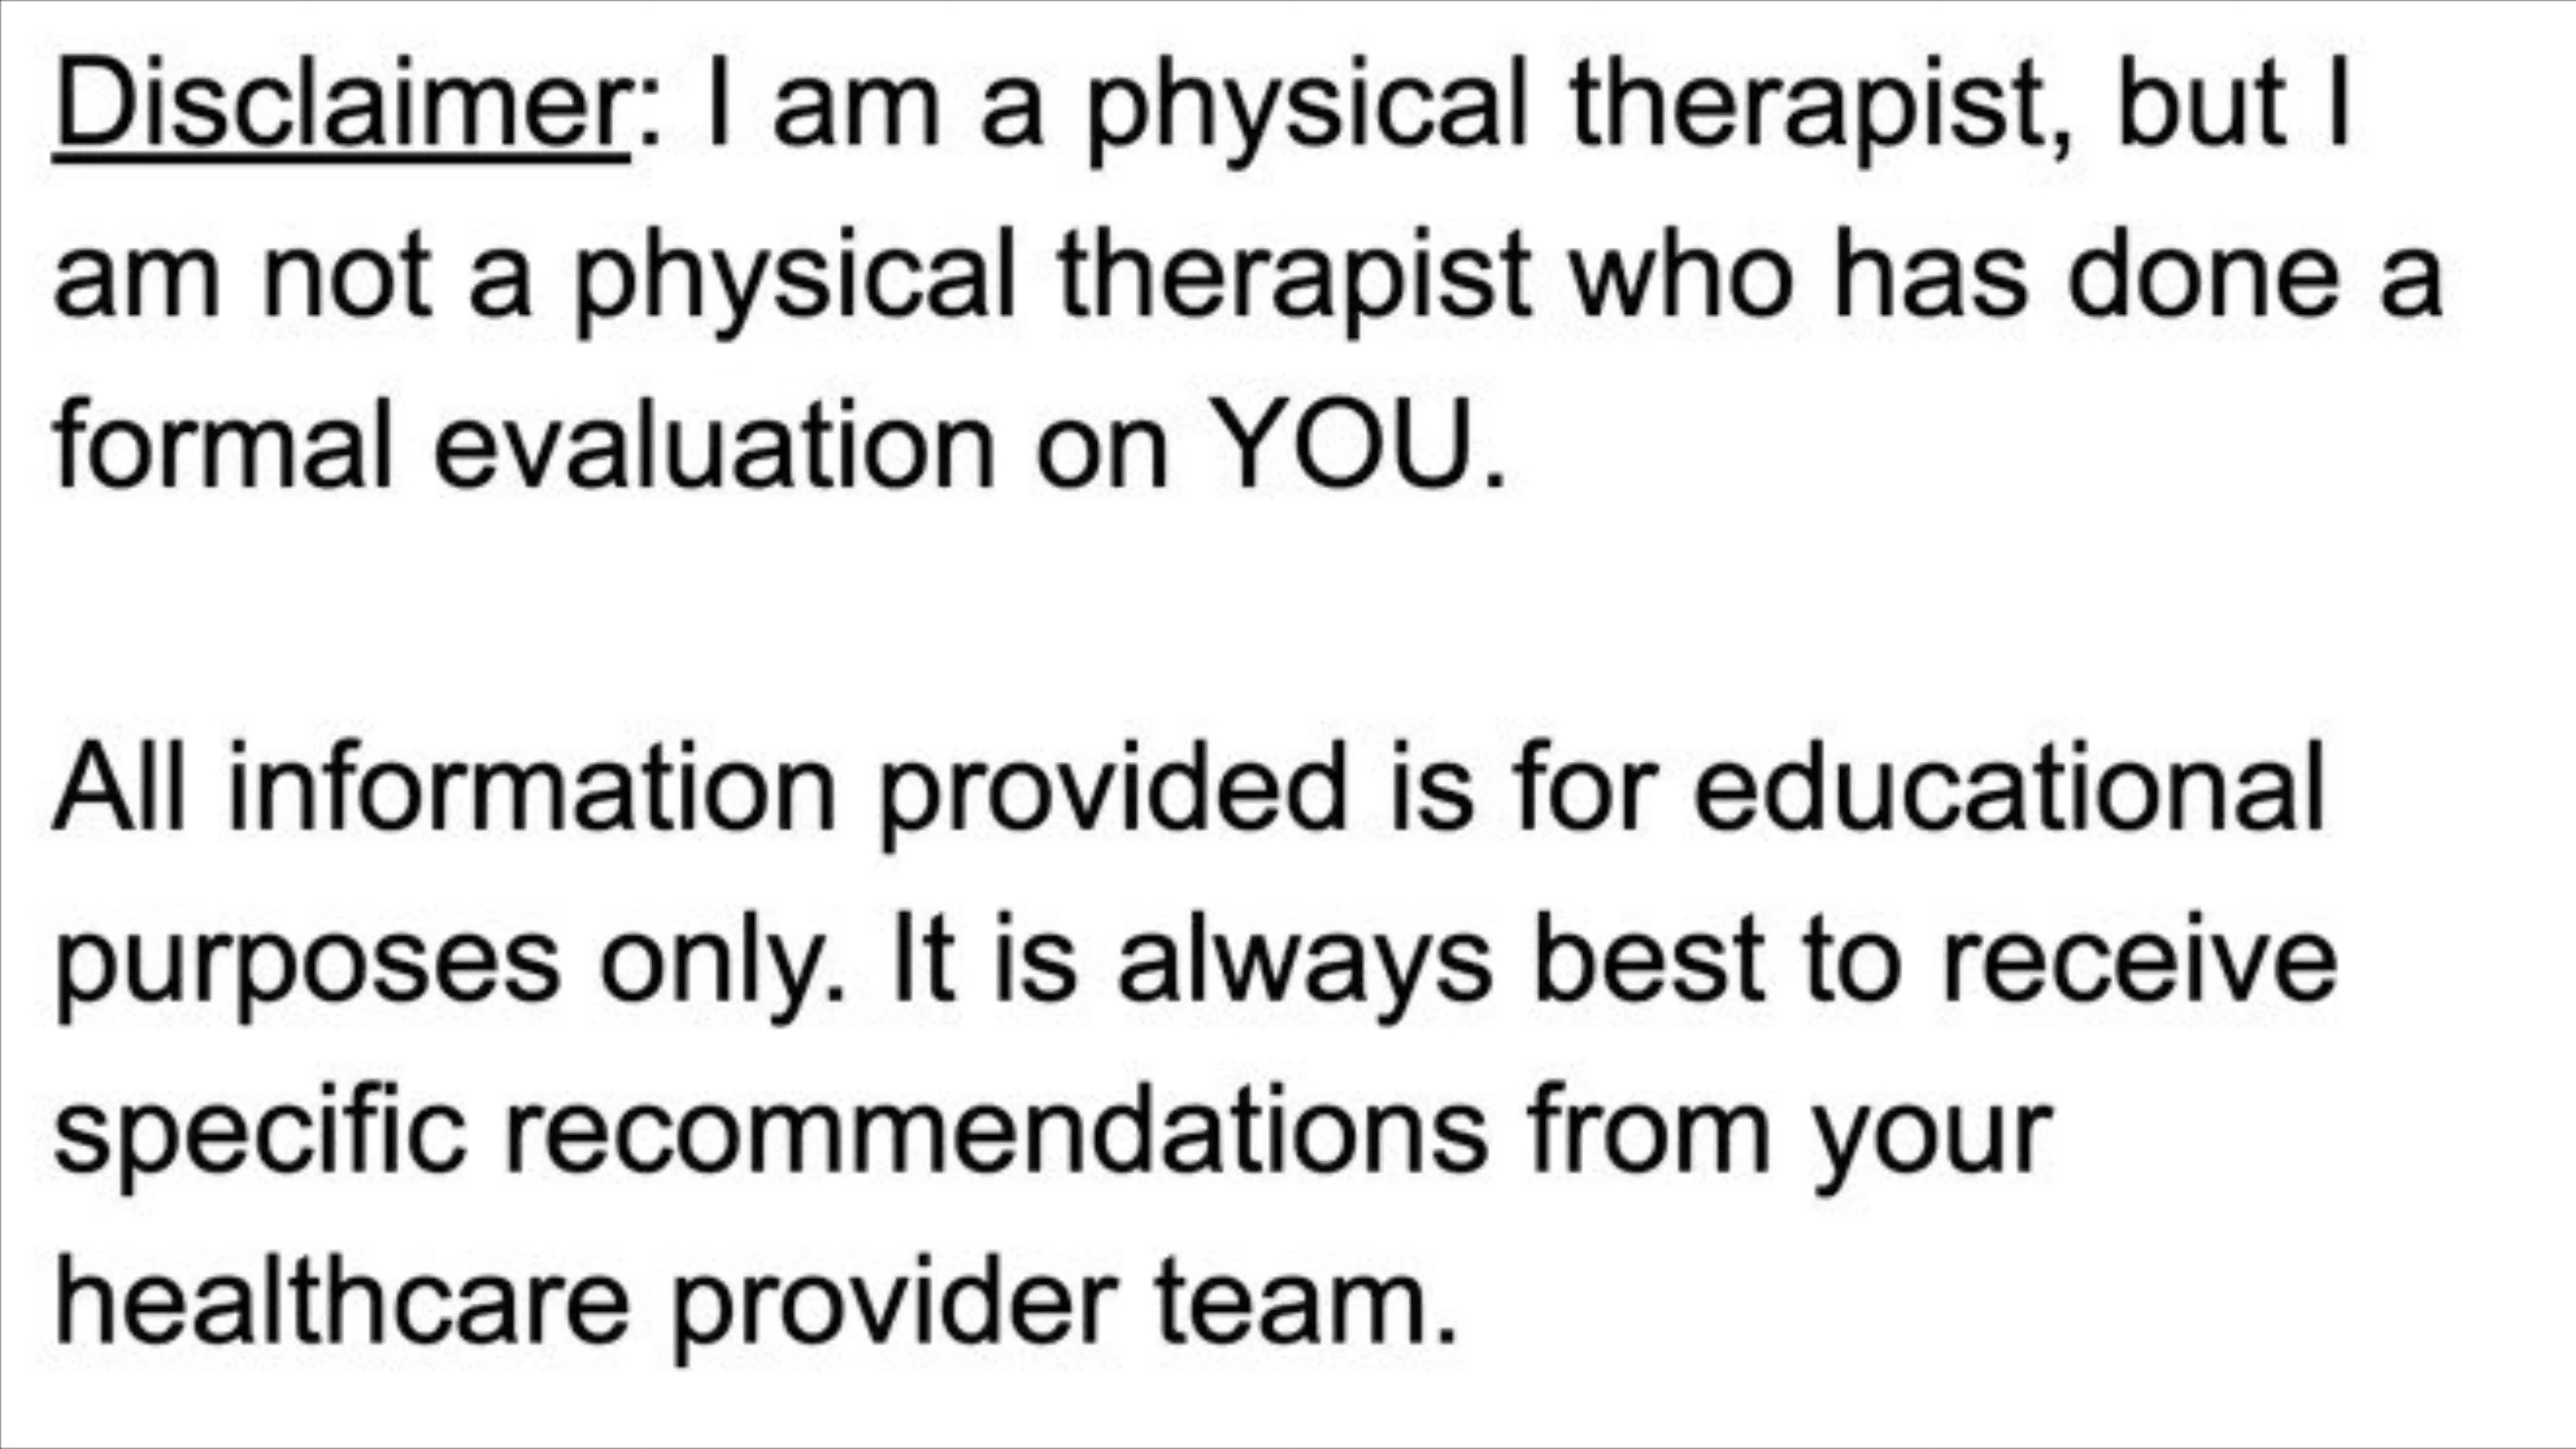 Disclaimer: I am a physical therapist, but I
am not a physical therapist who has done a
formal evaluation on YOU.
All information provided is for educational
purposes only. It is always best to receive
specific recommendations from your
healthcare provider team.